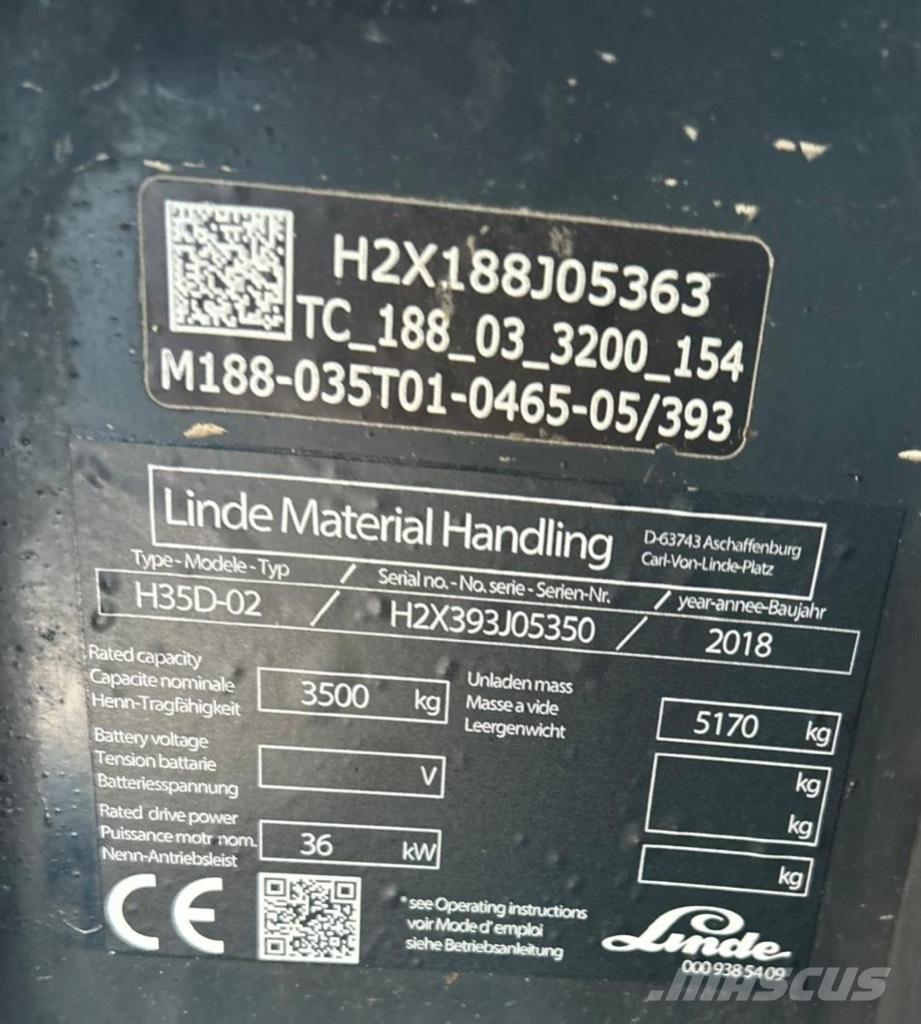 H2X188J05363
TC_188_03_3200_154
M188-035T01-0465-05/393
Linde Material Handling
D-63743 Aschaffenburg
Carl-Von-Linde-Platz
Type-Modele-Typ / Serial no.-No. serie-Serien-Nr. / year-annee-Baujahr
H35D-02 / H2X393J05350 / 2018
Rated capacity
Capacite nominale
Henn-Tragfähigkeit
3500 kg
Unladen mass
Masse a vide
Leergenwicht
5170 kg
Battery voltage
Tension battarie
Batteriesspannung
V
kg
kg
Rated drive power
Puissance motr nom.
Nenn-Antriebsleist
36 kW
kg
CE
*see Operating instructions
voir Mode d'emploi
siehe Betriebsanleitung
Linde
000 938 54 09
MASCUS